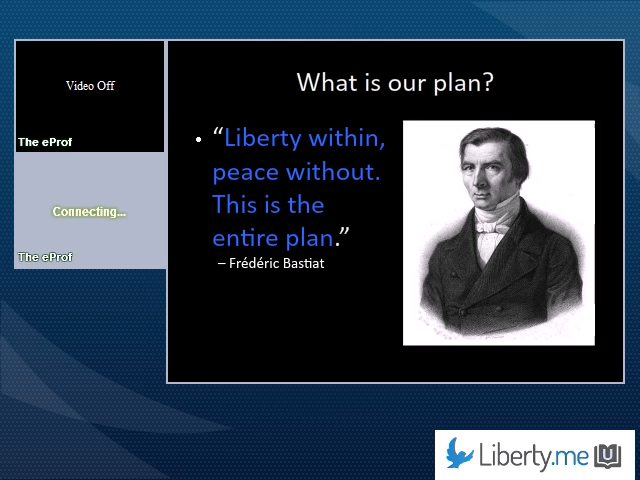 Video Off
The eProf
Connecting...
The eProf
What is our plan?
• “Liberty within,
peace without.
This is the
entire plan.”
– Frédéric Bastiat
Liberty.me U